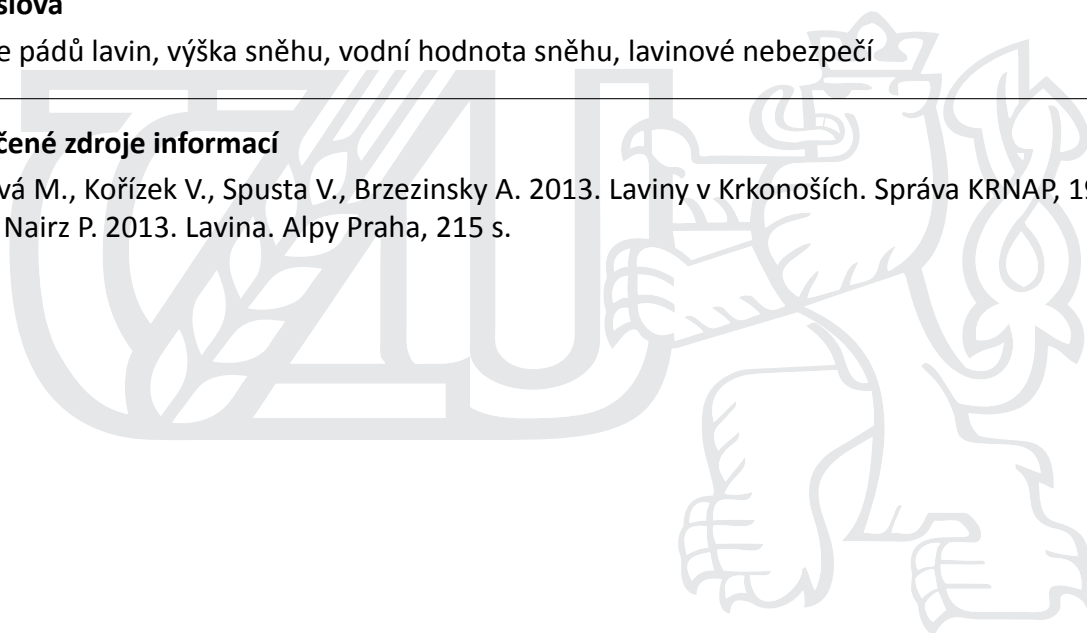 slova
e pádů lavin, výška sněhu, vodní hodnota sněhu, lavinové nebezpečí
čené zdroje informací
vá M., Kořízek V., Spusta V., Brzezinsky A. 2013. Laviny v Krkonoších. Správa KRNAP, 19
Nairz P. 2013. Lavina. Alpy Praha, 215 s.